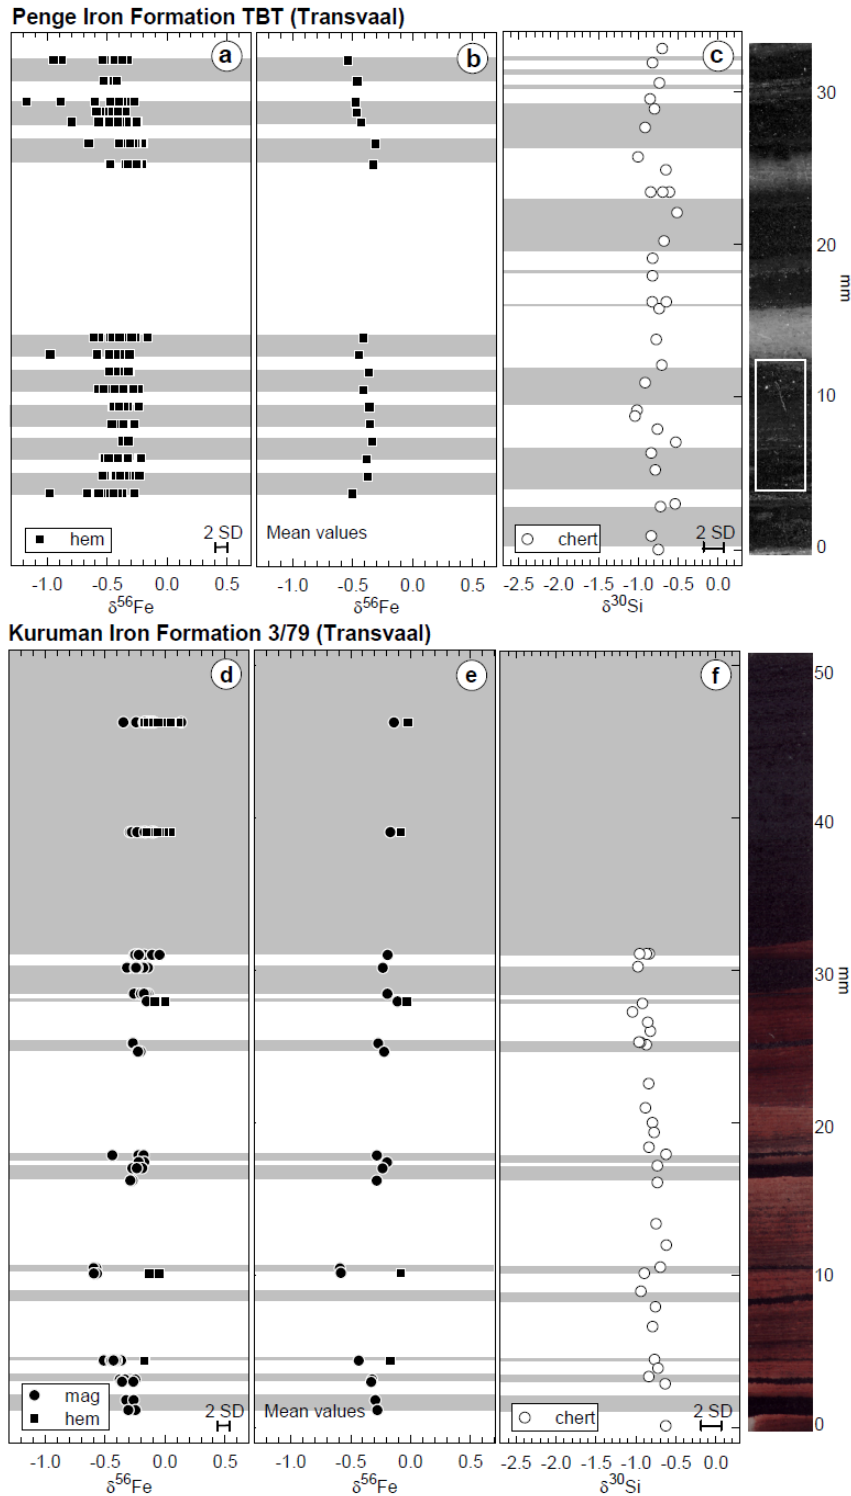 Penge Iron Formation TBT (Transvaal)
a
b
c
30
20
mm
10
0
hem
2 SD
Mean values
chert
2 SD
-1.0 -0.5 0.0 0.5
-1.0 -0.5 0.0 0.5
-2.5 -2.0 -1.5 -1.0 -0.5 0.0
δ⁵⁶Fe
δ⁵⁶Fe
δ³⁰Si
Kuruman Iron Formation 3/79 (Transvaal)
d
e
f
50
40
30
mm
20
10
0
mag
hem
2 SD
Mean values
chert
2 SD
-1.0 -0.5 0.0 0.5
-1.0 -0.5 0.0 0.5
-2.5 -2.0 -1.5 -1.0 -0.5 0.0
δ⁵⁶Fe
δ⁵⁶Fe
δ³⁰Si